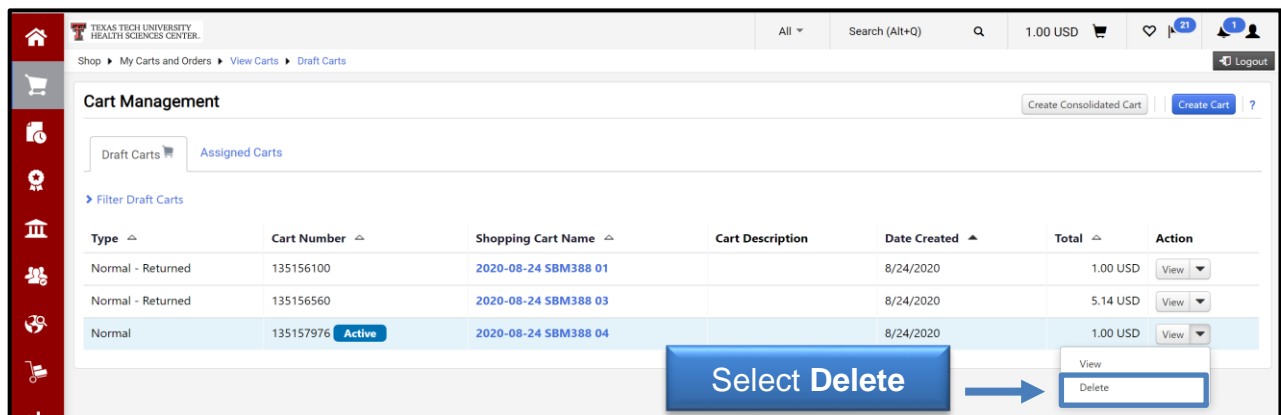 TEXAS TECH UNIVERSITY
HEALTH SCIENCES CENTER.
All Search (Alt+Q) 1.00 USD 21 1
Shop My Carts and Orders View Carts Draft Carts Logout
Cart Management Create Consolidated Cart Create Cart ?
Draft Carts Assigned Carts
Filter Draft Carts
Type Cart Number Shopping Cart Name Cart Description Date Created Total Action
Normal - Returned 135156100 2020-08-24 SBM388 01 8/24/2020 1.00 USD View
Normal - Returned 135156560 2020-08-24 SBM388 03 8/24/2020 5.14 USD View
Normal 135157976 Active 2020-08-24 SBM388 04 8/24/2020 1.00 USD View
View
Select Delete
Delete